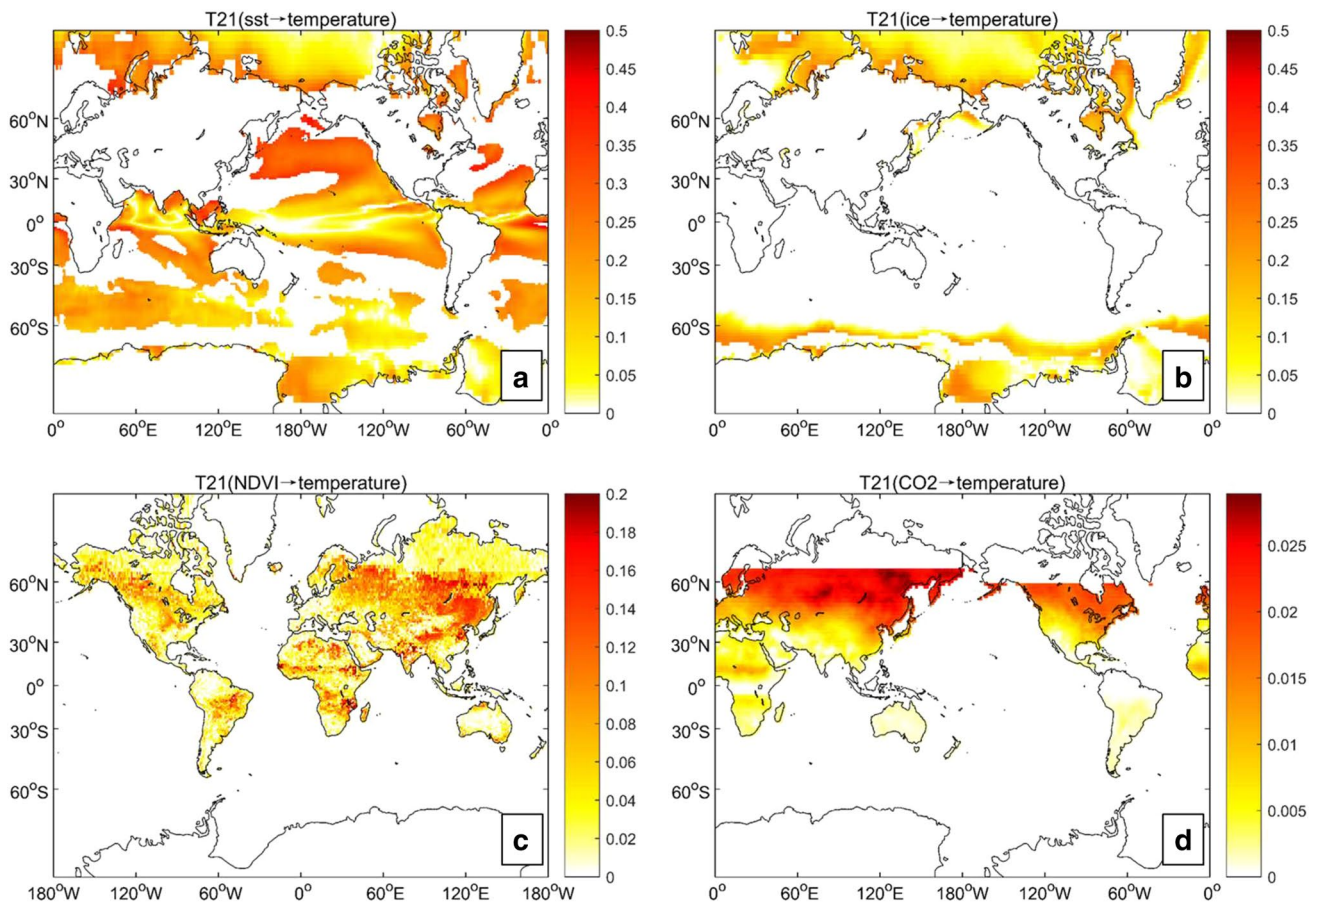 T21(sst→temperature)
T21(ice→temperature)
0.5
0.45
0.4
0.35
0.3
0.25
0.2
0.15
0.1
0.05
0
60°N
30°N
0°
30°S
60°S
a
0° 60°E 120°E 180°W 120°W 60°W 0°
0.5
0.45
0.4
0.35
0.3
0.25
0.2
0.15
0.1
0.05
0
60°N
30°N
0°
30°S
60°S
b
0° 60°E 120°E 180°W 120°W 60°W 0°
T21(NDVI→temperature)
T21(CO2→temperature)
0.2
0.18
0.16
0.14
0.12
0.1
0.08
0.06
0.04
0.02
0
60°N
30°N
0°
30°S
60°S
c
180°W 120°W 60°W 0° 60°E 120°E 180°W
0.025
0.02
0.015
0.01
0.005
0
60°N
30°N
0°
30°S
60°S
d
0° 60°E 120°E 180°W 120°W 60°W 0°